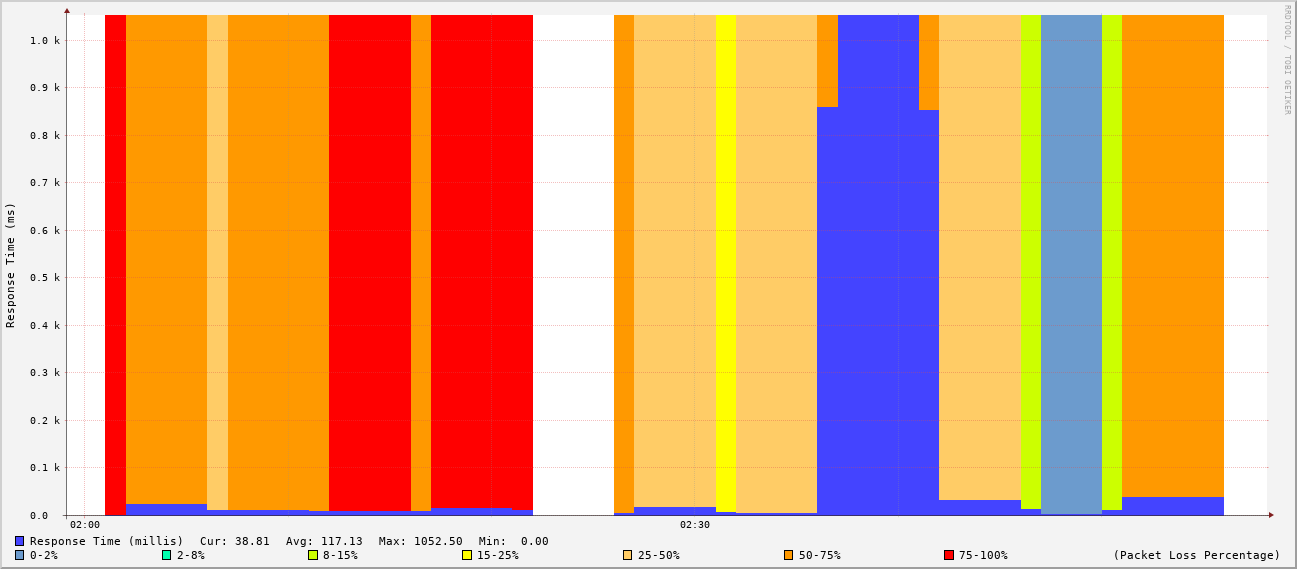 RRDTOOL / TOBI OETIKER
Response Time (ms)
1.0 k
0.9 k
0.8 k
0.7 k
0.6 k
0.5 k
0.4 k
0.3 k
0.2 k
0.1 k
0.0
02:00 02:30
Response Time (millis) Cur: 38.81 Avg: 117.13 Max: 1052.50 Min: 0.00
0-2% 2-8% 8-15% 15-25% 25-50% 50-75% 75-100% (Packet Loss Percentage)